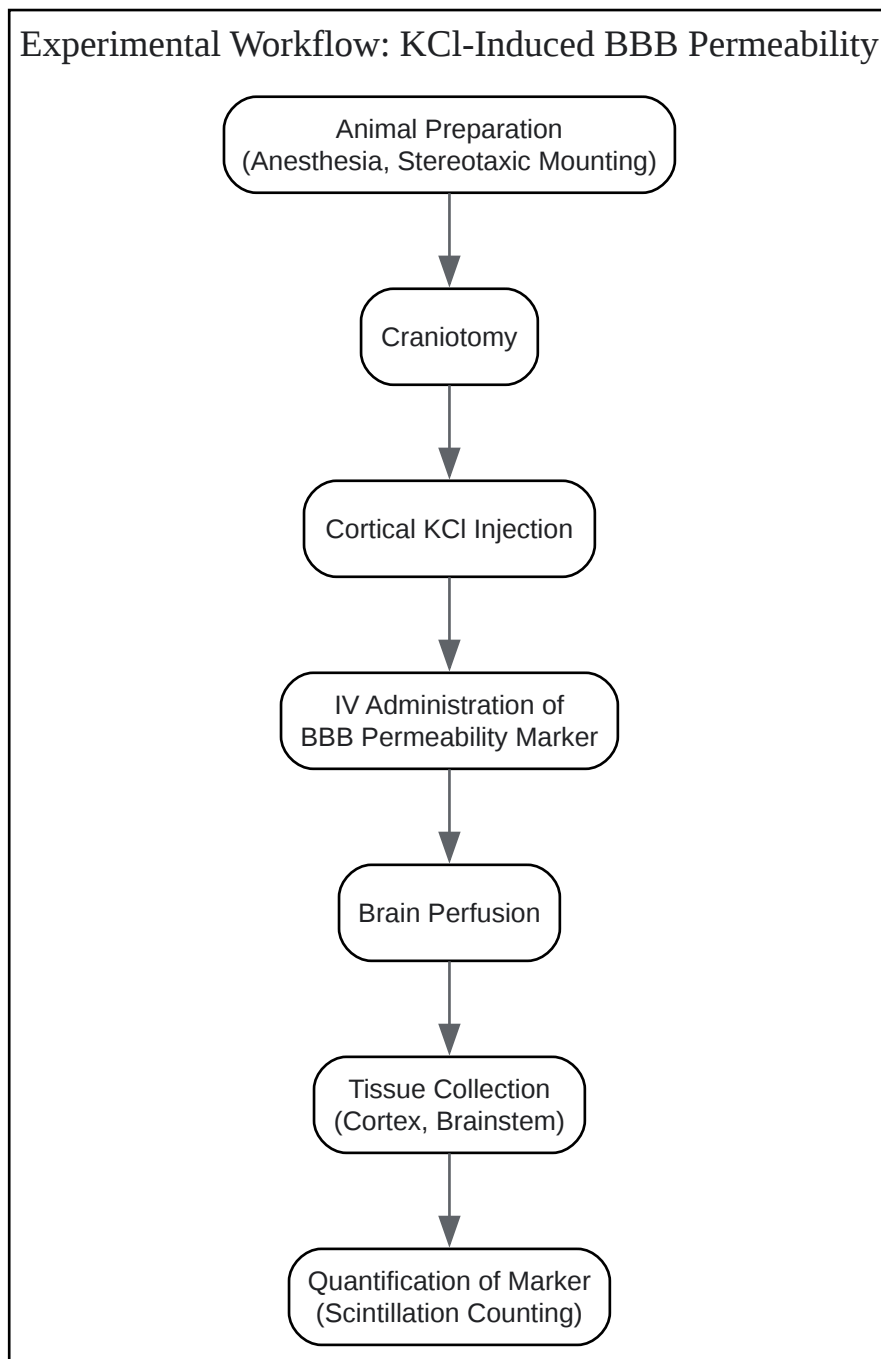 Experimental Workflow: KCl-Induced BBB Permeability
Animal Preparation
(Anesthesia, Stereotaxic Mounting)
Craniotomy
Cortical KCl Injection
IV Administration of
BBB Permeability Marker
Brain Perfusion
Tissue Collection
(Cortex, Brainstem)
Quantification of Marker
(Scintillation Counting)